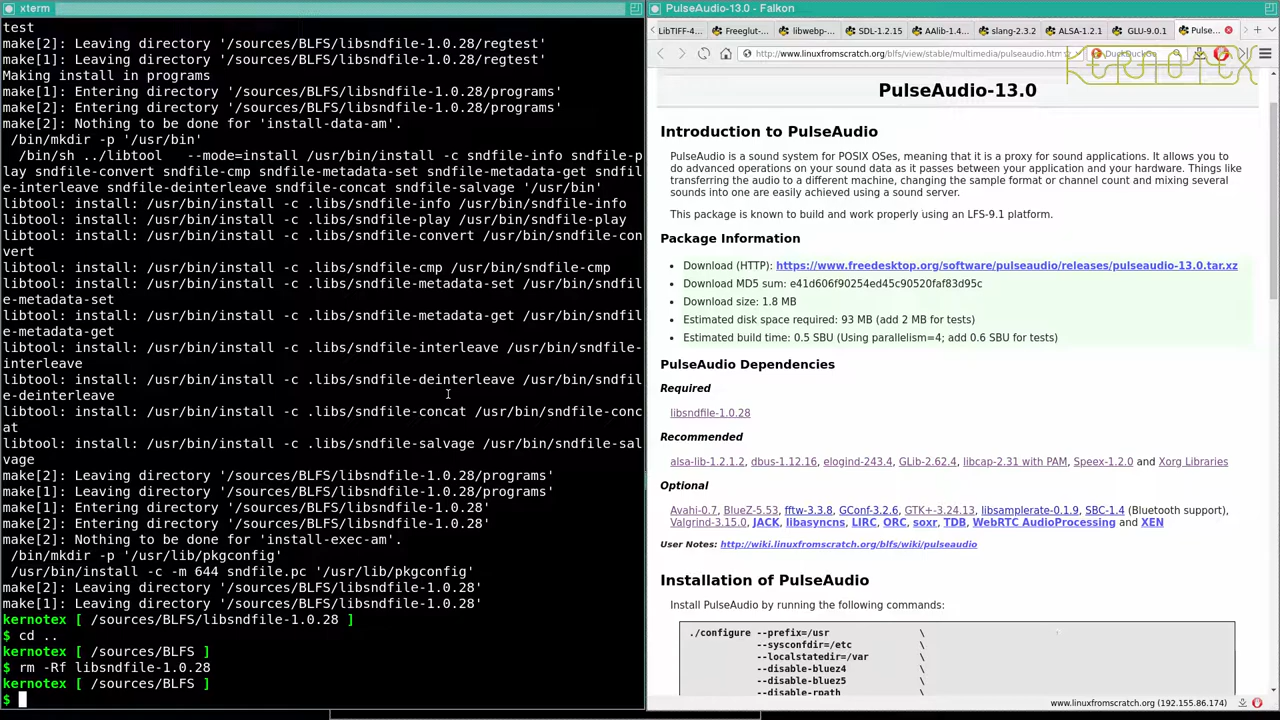 xterm
test
make[2]: Leaving directory '/sources/BLFS/libsndfile-1.0.28/regtest'
make[1]: Leaving directory '/sources/BLFS/libsndfile-1.0.28/regtest'
Making install in programs
make[1]: Entering directory '/sources/BLFS/libsndfile-1.0.28/programs'
make[2]: Entering directory '/sources/BLFS/libsndfile-1.0.28/programs'
make[2]: Nothing to be done for 'install-data-am'.
/bin/mkdir -p '/usr/bin'
/bin/sh ../libtool   --mode=install /usr/bin/install -c sndfile-info sndfile-p
lay sndfile-convert sndfile-cmp sndfile-metadata-set sndfile-metadata-get sndfil
e-interleave sndfile-deinterleave sndfile-concat sndfile-salvage '/usr/bin'
libtool: install: /usr/bin/install -c .libs/sndfile-info /usr/bin/sndfile-info
libtool: install: /usr/bin/install -c .libs/sndfile-play /usr/bin/sndfile-play
libtool: install: /usr/bin/install -c .libs/sndfile-convert /usr/bin/sndfile-con
vert
libtool: install: /usr/bin/install -c .libs/sndfile-cmp /usr/bin/sndfile-cmp
libtool: install: /usr/bin/install -c .libs/sndfile-metadata-set /usr/bin/sndfil
e-metadata-set
libtool: install: /usr/bin/install -c .libs/sndfile-metadata-get /usr/bin/sndfil
e-metadata-get
libtool: install: /usr/bin/install -c .libs/sndfile-interleave /usr/bin/sndfile-
interleave
libtool: install: /usr/bin/install -c .libs/sndfile-deinterleave /usr/bin/sndfil
e-deinterleave
libtool: install: /usr/bin/install -c .libs/sndfile-concat /usr/bin/sndfile-conc
at
libtool: install: /usr/bin/install -c .libs/sndfile-salvage /usr/bin/sndfile-sal
vage
make[2]: Leaving directory '/sources/BLFS/libsndfile-1.0.28/programs'
make[1]: Leaving directory '/sources/BLFS/libsndfile-1.0.28/programs'
make[1]: Entering directory '/sources/BLFS/libsndfile-1.0.28'
make[2]: Entering directory '/sources/BLFS/libsndfile-1.0.28'
make[2]: Nothing to be done for 'install-exec-am'.
/bin/mkdir -p '/usr/lib/pkgconfig'
/usr/bin/install -c -m 644 sndfile.pc '/usr/lib/pkgconfig'
make[2]: Leaving directory '/sources/BLFS/libsndfile-1.0.28'
make[1]: Leaving directory '/sources/BLFS/libsndfile-1.0.28'
kernotex [ /sources/BLFS/libsndfile-1.0.28 ]
$ cd ..
kernotex [ /sources/BLFS ]
$ rm -Rf libsndfile-1.0.28
kernotex [ /sources/BLFS ]
$
PulseAudio-13.0 - Falkon
LibTIFF-4... Freeglut-... libwebp-... SDL-1.2.15 AAlib-1.4... slang-2.3.2 ALSA-1.2.1 GLU-9.0.1 Pulse...
http://www.linuxfromscratch.org/blfs/view/stable/multimedia/pulseaudio.htm DuckDuckGo
KERNOTEX
PulseAudio-13.0
Introduction to PulseAudio
PulseAudio is a sound system for POSIX OSes, meaning that it is a proxy for sound applications. It allows you to
do advanced operations on your sound data as it passes between your application and your hardware. Things like
transferring the audio to a different machine, changing the sample format or channel count and mixing several
sounds into one are easily achieved using a sound server.
This package is known to build and work properly using an LFS-9.1 platform.
Package Information
• Download (HTTP): https://www.freedesktop.org/software/pulseaudio/releases/pulseaudio-13.0.tar.xz
• Download MD5 sum: e41d606f90254ed45c90520faf83d95c
• Download size: 1.8 MB
• Estimated disk space required: 93 MB (add 2 MB for tests)
• Estimated build time: 0.5 SBU (Using parallelism=4; add 0.6 SBU for tests)
PulseAudio Dependencies
Required
libsndfile-1.0.28
Recommended
alsa-lib-1.2.1.2, dbus-1.12.16, elogind-243.4, GLib-2.62.4, libcap-2.31 with PAM, Speex-1.2.0 and Xorg Libraries
Optional
Avahi-0.7, BlueZ-5.53, fftw-3.3.8, GConf-3.2.6, GTK+-3.24.13, libsamplerate-0.1.9, SBC-1.4 (Bluetooth support),
Valgrind-3.15.0, JACK, libasyncns, LIRC, ORC, soxr, TDB, WebRTC AudioProcessing and XEN
User Notes: http://wiki.linuxfromscratch.org/blfs/wiki/pulseaudio
Installation of PulseAudio
Install PulseAudio by running the following commands:
./configure --prefix=/usr \
--sysconfdir=/etc \
--localstatedir=/var \
--disable-bluez4 \
--disable-bluez5 \
--disable-rpath \
www.linuxfromscratch.org (192.155.86.174)